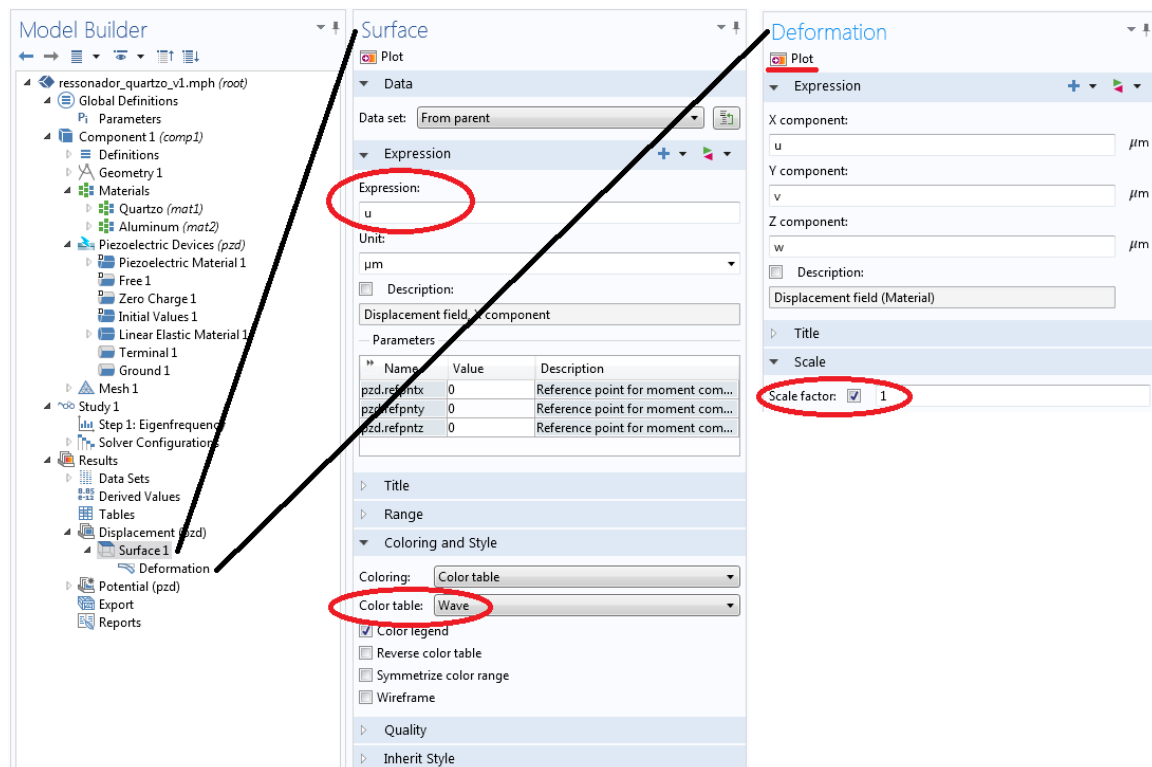 Model Builder
ressonador_quartzo_v1.mph (root)
Global Definitions
Pi Parameters
Component 1 (comp1)
Definitions
Geometry 1
Materials
Quartzo (mat1)
Aluminum (mat2)
Piezoelectric Devices (pzd)
Piezoelectric Material 1
Free 1
Zero Charge 1
Initial Values 1
Linear Elastic Material 1
Terminal 1
Ground 1
Mesh 1
Study 1
Step 1: Eigenfrequency
Solver Configurations
Results
Data Sets
8.85
e-12 Derived Values
Tables
Displacement (pzd)
Surface 1
Deformation
Potential (pzd)
Export
Reports
Surface
Plot
Data
Data set: From parent
Expression
Expression:
u
Unit:
µm
Description:
Displacement field, X component
Parameters
Name Value Description
pzd.refpntx 0 Reference point for moment com...
pzd.refpnty 0 Reference point for moment com...
pzd.refpntz 0 Reference point for moment com...
Title
Range
Coloring and Style
Coloring: Color table
Color table: Wave
Color legend
Reverse color table
Symmetrize color range
Wireframe
Quality
Inherit Style
Deformation
Plot
Expression
X component:
u µm
Y component:
v µm
Z component:
w µm
Description:
Displacement field (Material)
Title
Scale
Scale factor: 1